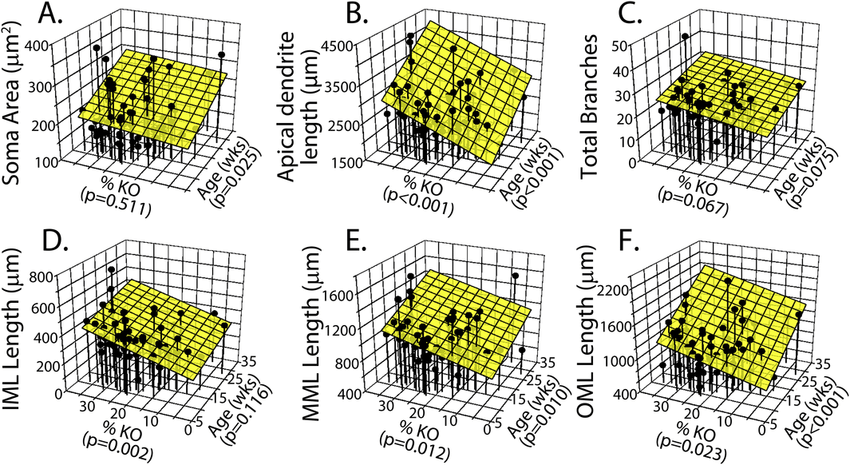 A.
Soma Area (μm²)
400
300
200
100
% KO
(p=0.511)
Age (wks)
(p=0.025)
B.
Apical dendrite
length (μm)
4500
3500
2500
1500
% KO
(p<0.001)
Age (wks)
(p<0.001)
C.
Total Branches
50
40
30
20
10
0
% KO
(p=0.067)
Age (wks)
(p=0.075)
D.
IML Length (μm)
800
600
400
200
0
30
20
10
0
5
15
25
35
% KO
(p=0.002)
Age (wks)
(p=0.116)
E.
MML Length (μm)
1600
1200
800
400
30
20
10
0
5
15
25
35
% KO
(p=0.012)
Age (wks)
(p=0.010)
F.
OML Length (μm)
2200
1600
1000
400
30
20
10
0
5
15
25
35
% KO
(p=0.023)
Age (wks)
(p<0.001)